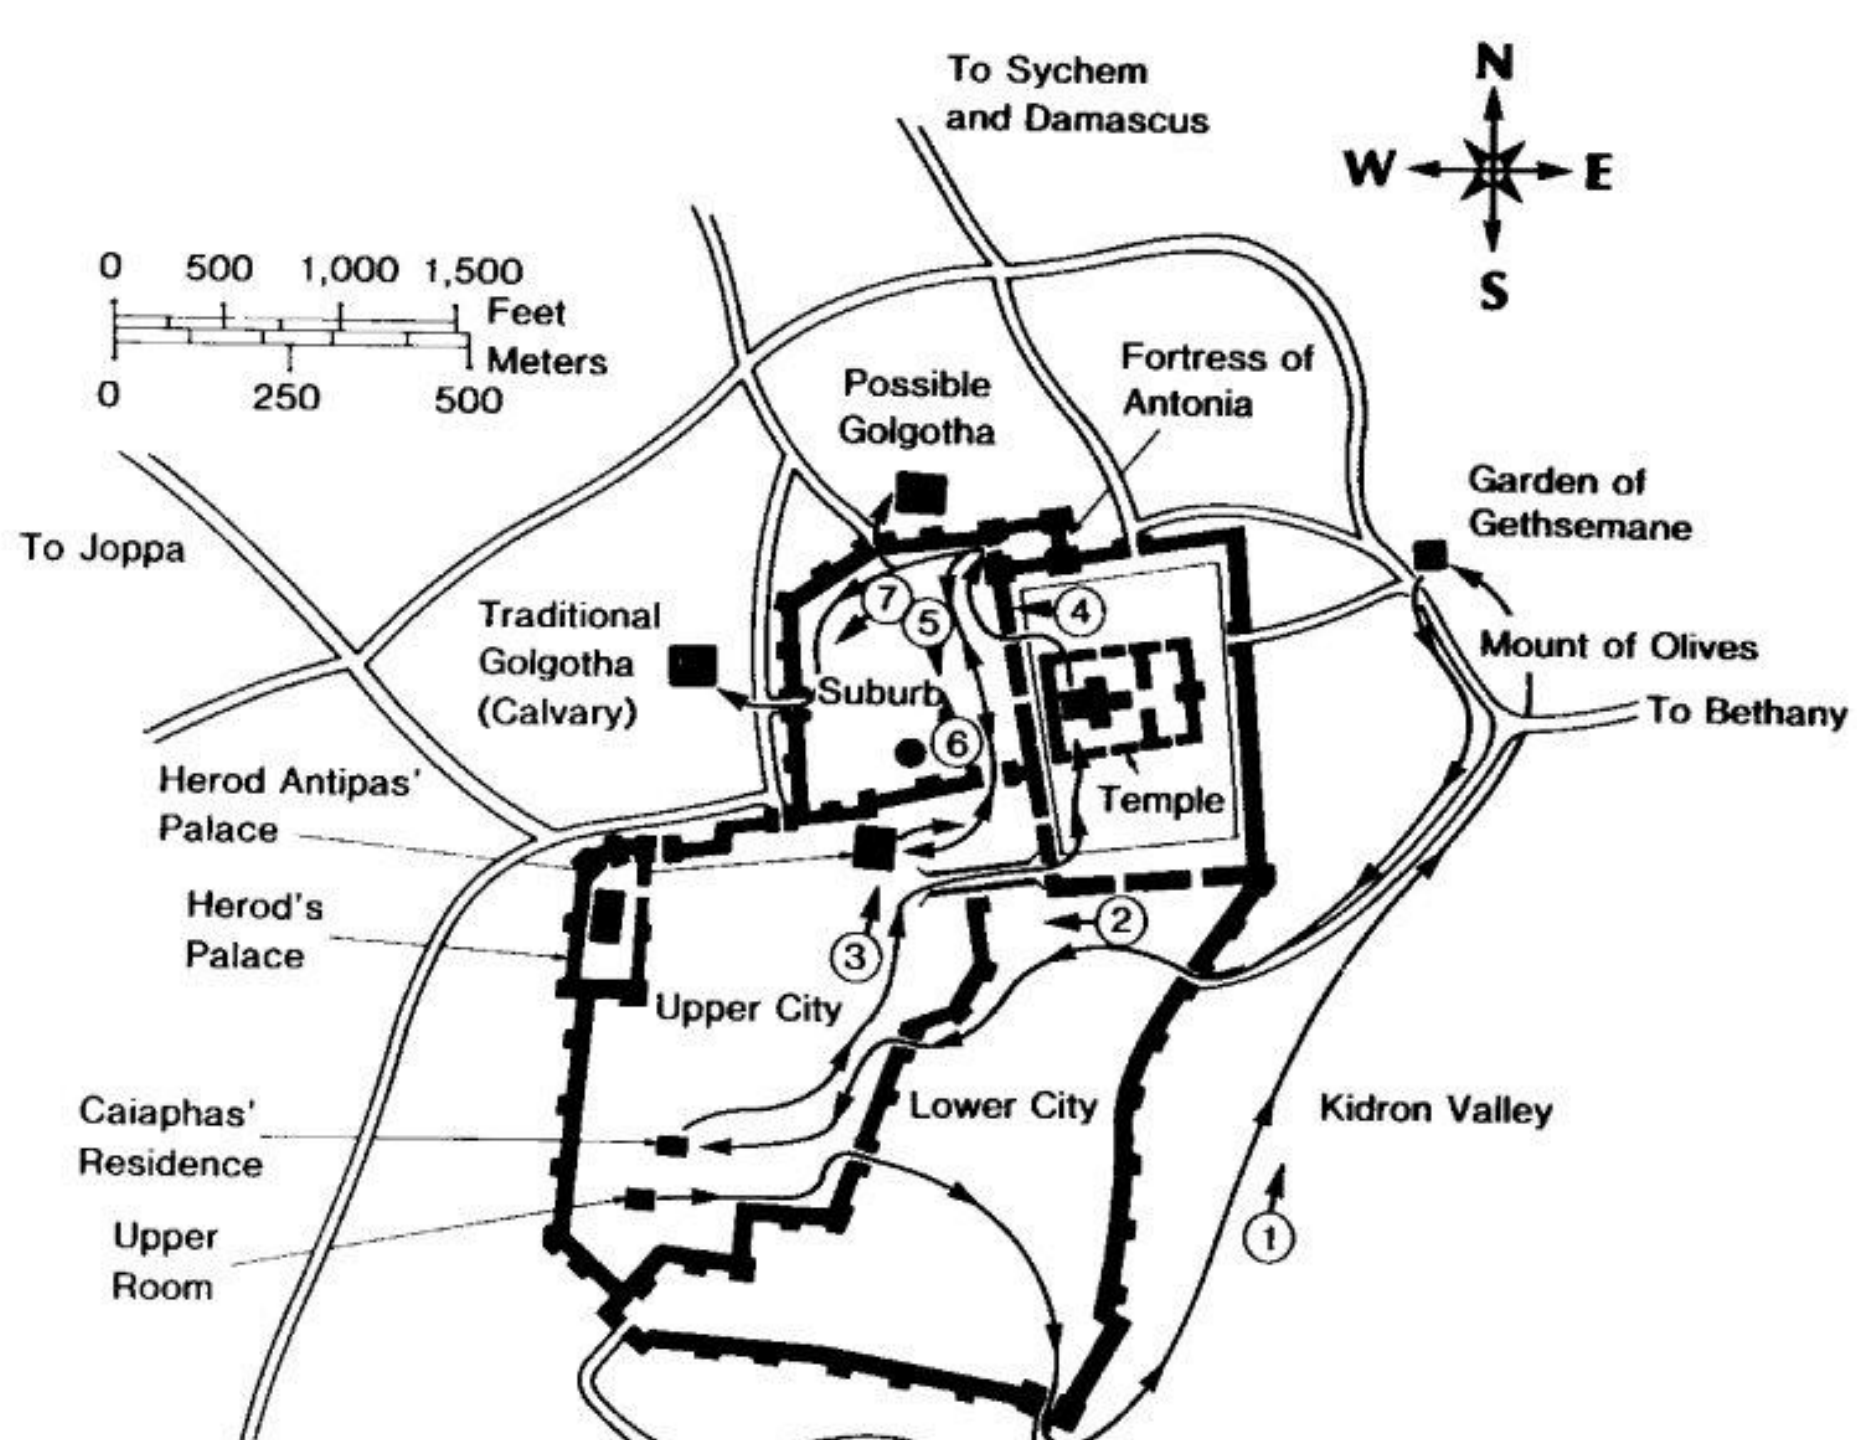 To Sychem
and Damascus
N
W
E
S
0 500 1,000 1,500
Feet
Meters
0 250 500
Possible
Golgotha
Fortress of
Antonia
Garden of
Gethsemane
To Joppa
Traditional
Golgotha
(Calvary)
7
5
4
Mount of Olives
Suburb
To Bethany
6
Herod Antipas'
Palace
Temple
Herod's
Palace
2
3
Upper City
Caiaphas'
Residence
Lower City
Kidron Valley
Upper
Room
1